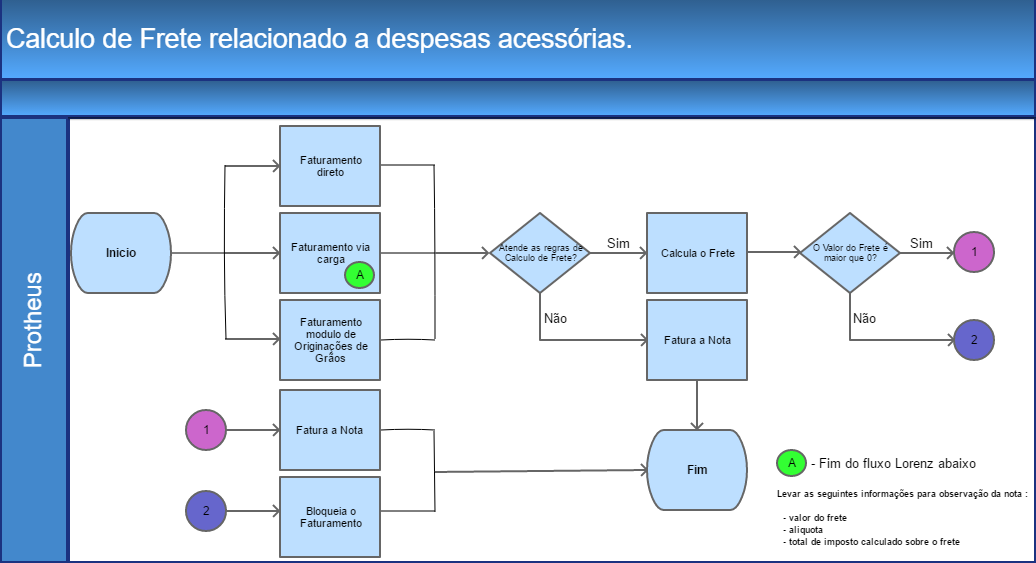 Calculo de Frete relacionado a despesas acessórias.
Protheus
Inicio
Faturamento
direto
Faturamento via
carga
A
Faturamento
modulo de
Originações de
Grãos
Atende as regras de
Calculo de Frete?
Sim
Não
Calcula o Frete
Fatura a Nota
O Valor do Frete é
maior que 0?
Sim
Não
1
2
1
Fatura a Nota
2
Bloqueia o
Faturamento
Fim
A - Fim do fluxo Lorenz abaixo
Levar as seguintes informações para observação da nota :
- valor do frete
- aliquota
- total de imposto calculado sobre o frete